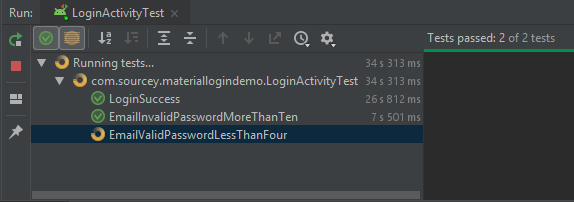 Run: LoginActivityTest
Tests passed: 2 of 2 tests
Running tests... 34 s 313 ms
com.sourcey.materiallogindemo.LoginActivityTest 34 s 313 ms
LoginSuccess 26 s 812 ms
EmailInvalidPasswordMoreThanTen 7 s 501 ms
EmailValidPasswordLessThanFour